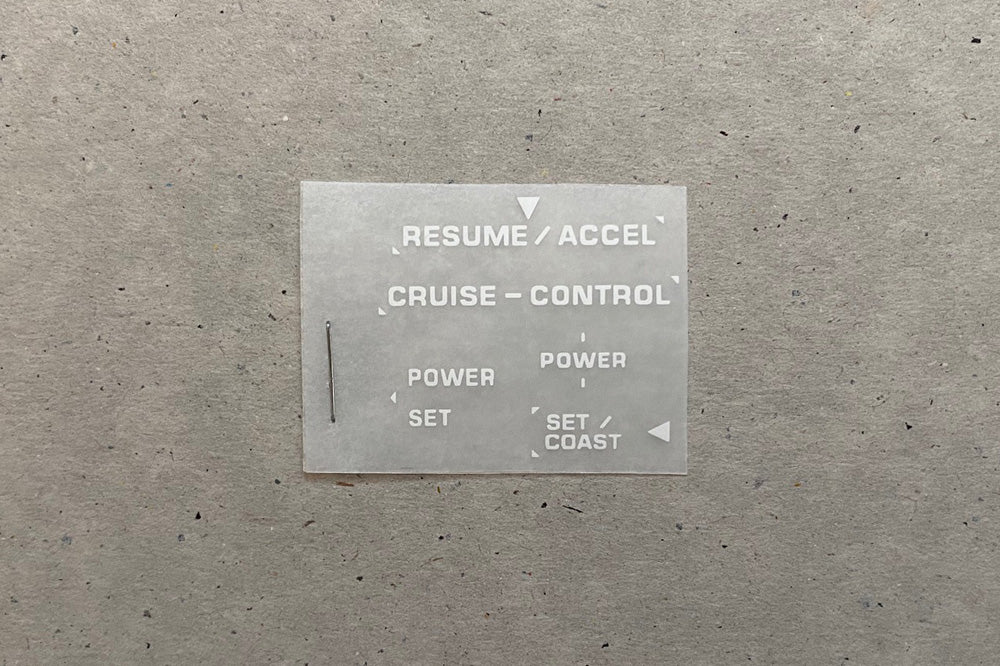 RESUME / ACCEL
CRUISE – CONTROL
POWER
SET
POWER
SET /
COAST